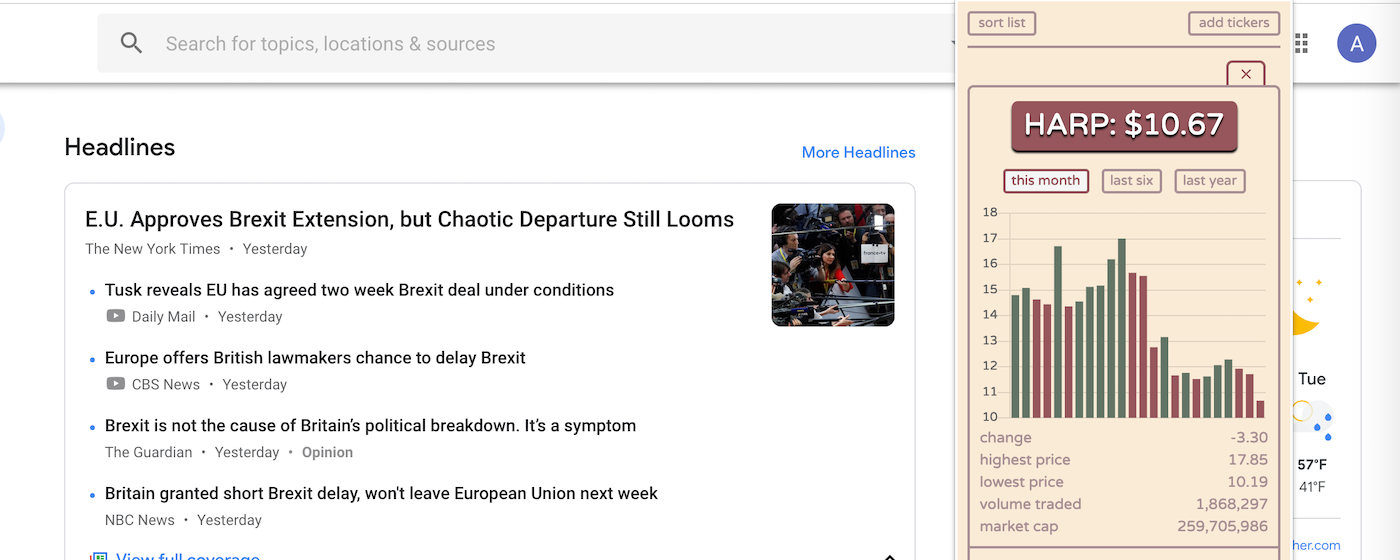 Search for topics, locations & sources
A
Headlines
More Headlines
E.U. Approves Brexit Extension, but Chaotic Departure Still Looms
The New York Times • Yesterday
france•tv
Tusk reveals EU has agreed two week Brexit deal under conditions
Daily Mail • Yesterday
Europe offers British lawmakers chance to delay Brexit
CBS News • Yesterday
Brexit is not the cause of Britain’s political breakdown. It’s a symptom
The Guardian • Yesterday • Opinion
Britain granted short Brexit delay, won't leave European Union next week
NBC News • Yesterday
View full coverage
sort list
add tickers
×
HARP: $10.67
this month last six last year
18
17
16
15
14
13
12
11
10
change -3.30
highest price 17.85
lowest price 10.19
volume traded 1,868,297
market cap 259,705,986
Tue
57°F
41°F
her.com